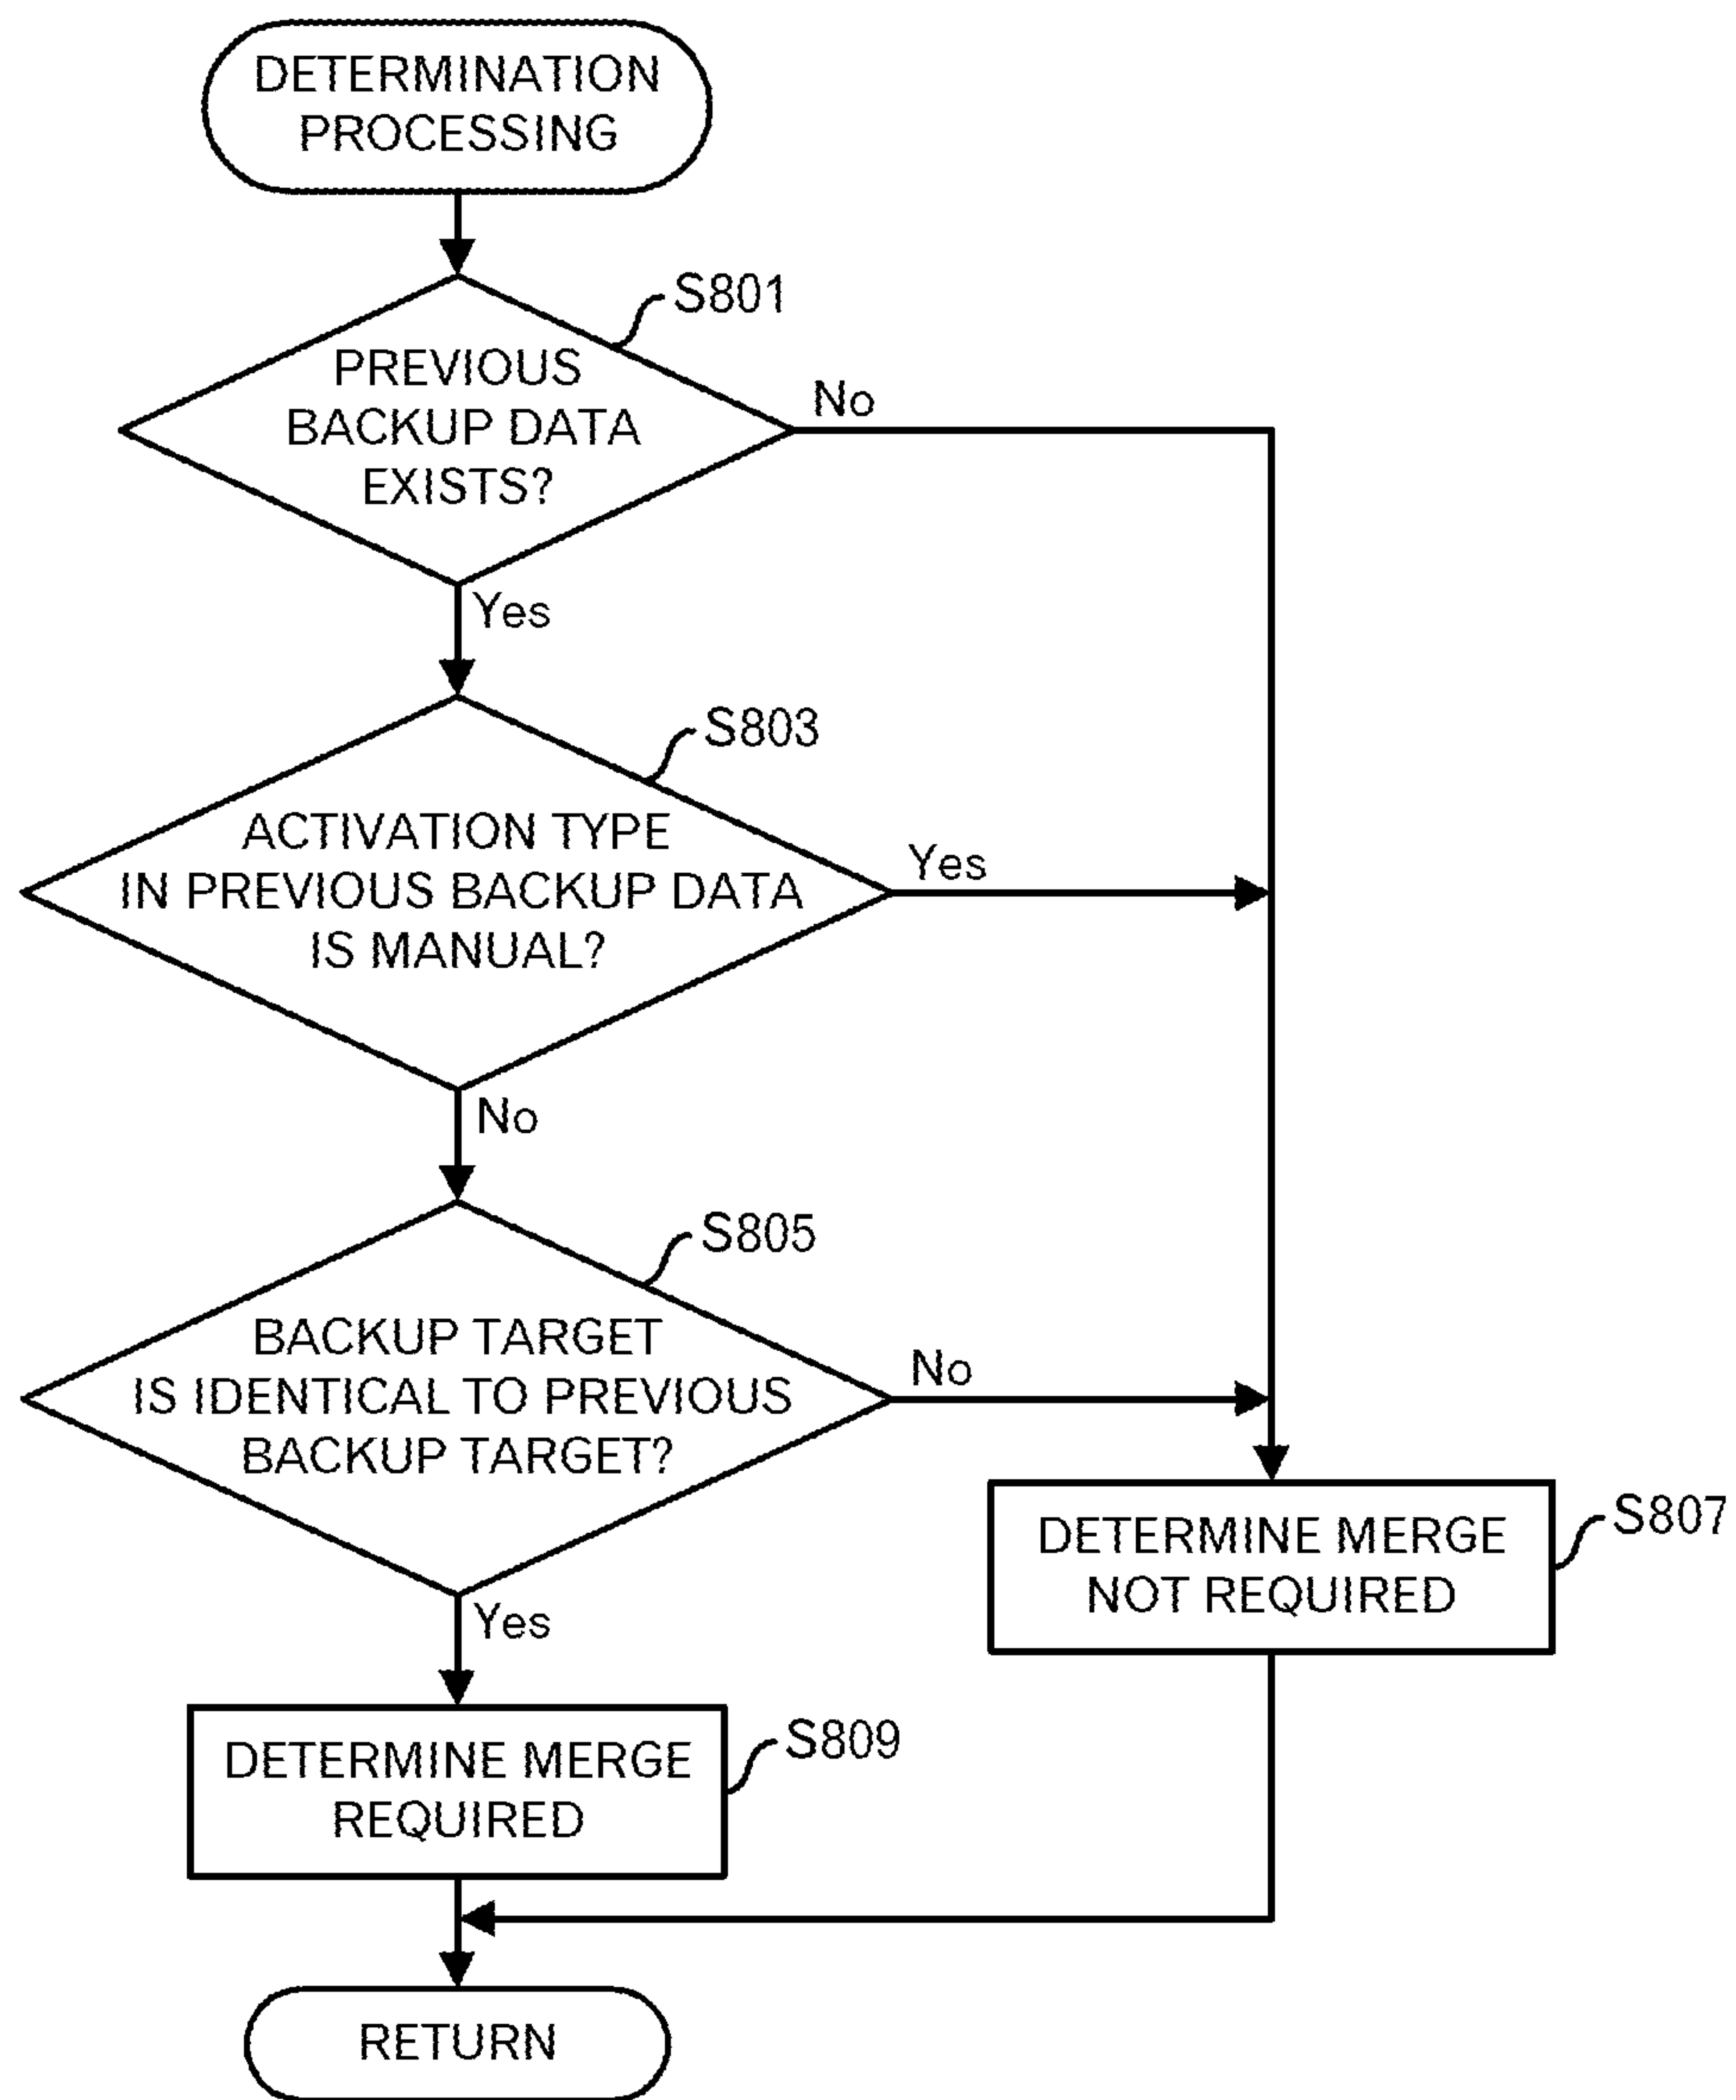 DETERMINATION
PROCESSING
S801
PREVIOUS
BACKUP DATA
EXISTS?
No
Yes
S803
ACTIVATION TYPE
IN PREVIOUS BACKUP DATA
IS MANUAL?
Yes
No
S805
BACKUP TARGET
IS IDENTICAL TO PREVIOUS
BACKUP TARGET?
No
Yes
S807
DETERMINE MERGE
NOT REQUIRED
S809
DETERMINE MERGE
REQUIRED
RETURN